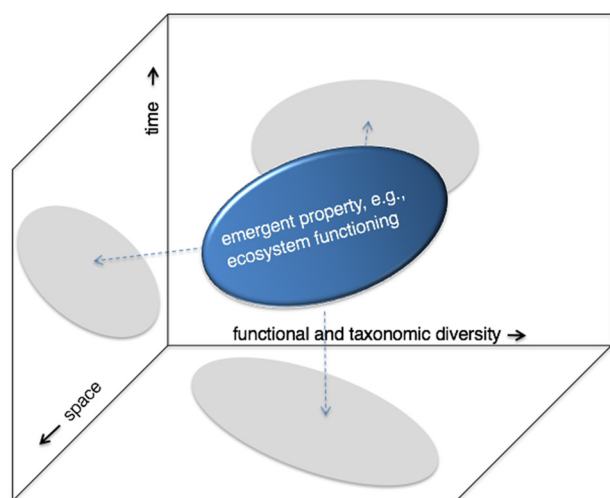 time →
emergent property, e.g.,
ecosystem functioning
functional and taxonomic diversity →
← space